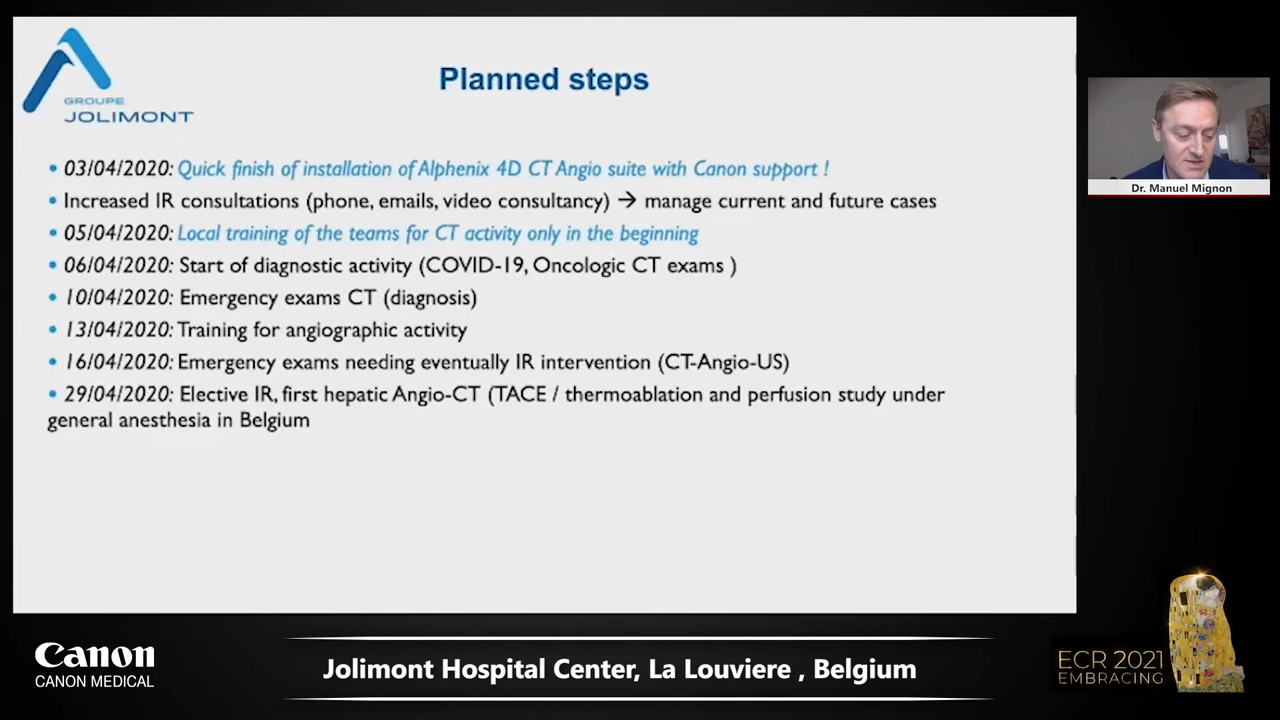 GROUPE
JOLIMONT
Planned steps
• 03/04/2020: Quick finish of installation of Alphenix 4D CT Angio suite with Canon support !
• Increased IR consultations (phone, emails, video consultancy) → manage current and future cases
• 05/04/2020: Local training of the teams for CT activity only in the beginning
• 06/04/2020: Start of diagnostic activity (COVID-19, Oncologic CT exams )
• 10/04/2020: Emergency exams CT (diagnosis)
• 13/04/2020: Training for angiographic activity
• 16/04/2020: Emergency exams needing eventually IR intervention (CT-Angio-US)
• 29/04/2020: Elective IR, first hepatic Angio-CT (TACE / thermoablation and perfusion study under
general anesthesia in Belgium
Dr. Manuel Mignon
Canon
CANON MEDICAL
Jolimont Hospital Center, La Louviere , Belgium
ECR 2021
EMBRACING